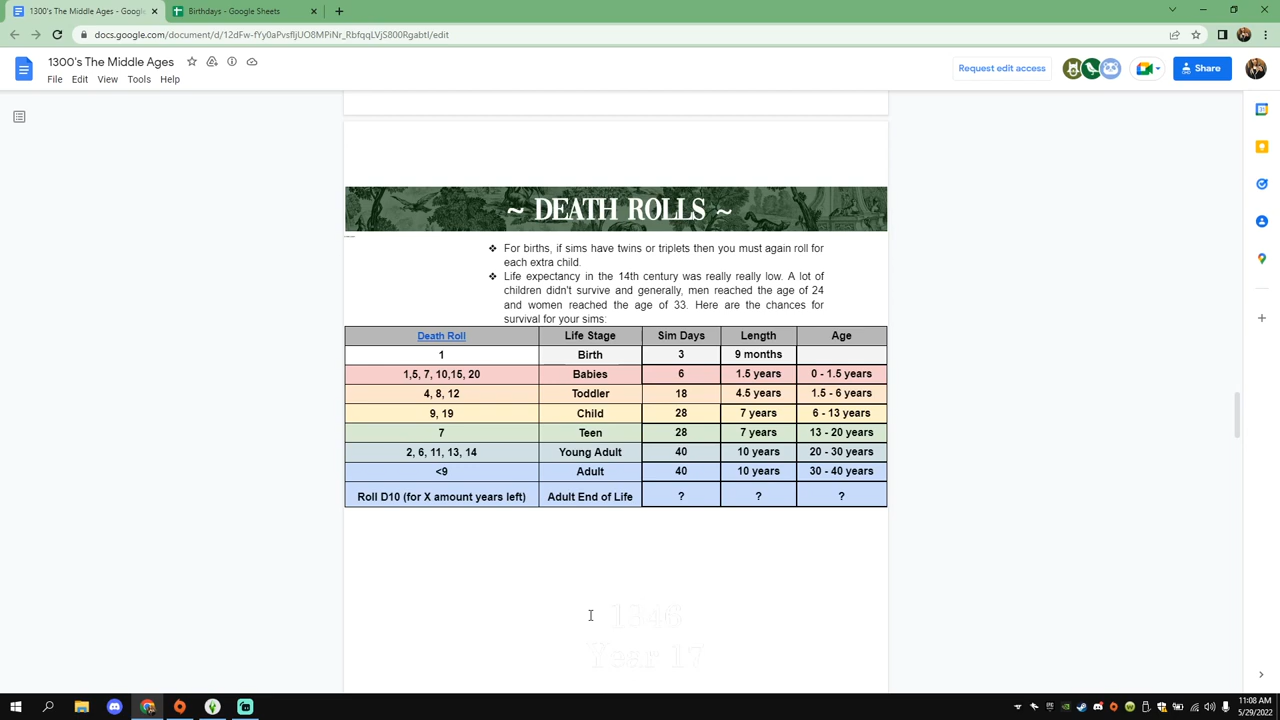 1300's The Middle Ages - Google
Birthdays - Google Sheets
docs.google.com/document/d/12dFw-fYy0aPvsfljUO8MPiNr_RbfqqLVjS800Rgabtl/edit
1300's The Middle Ages
File Edit View Tools Help
Request edit access
Share
~ DEATH ROLLS ~
❖ For births, if sims have twins or triplets then you must again roll for
each extra child.
❖ Life expectancy in the 14th century was really really low. A lot of
children didn't survive and generally, men reached the age of 24
and women reached the age of 33. Here are the chances for
survival for your sims:
Death Roll Life Stage Sim Days Length Age
1 Birth 3 9 months
1,5, 7, 10,15, 20 Babies 6 1.5 years 0 - 1.5 years
4, 8, 12 Toddler 18 4.5 years 1.5 - 6 years
9, 19 Child 28 7 years 6 - 13 years
7 Teen 28 7 years 13 - 20 years
2, 6, 11, 13, 14 Young Adult 40 10 years 20 - 30 years
<9 Adult 40 10 years 30 - 40 years
Roll D10 (for X amount years left) Adult End of Life ? ? ?
1346
Year 17
11:08 AM
5/29/2022